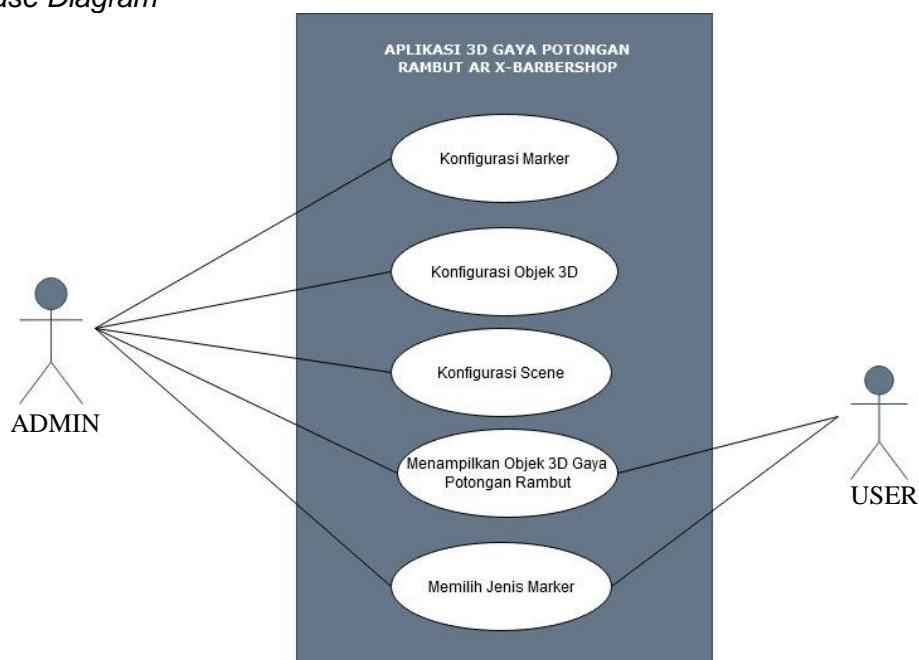 Diagram
APLIKASI 3D GAYA POTONGAN
RAMBUT AR X-BARBERSHOP
Konfigurasi Marker
Konfigurasi Objek 3D
Konfigurasi Scene
Menampilkan Objek 3D Gaya
Potongan Rambut
Memilih Jenis Marker
ADMIN
USER